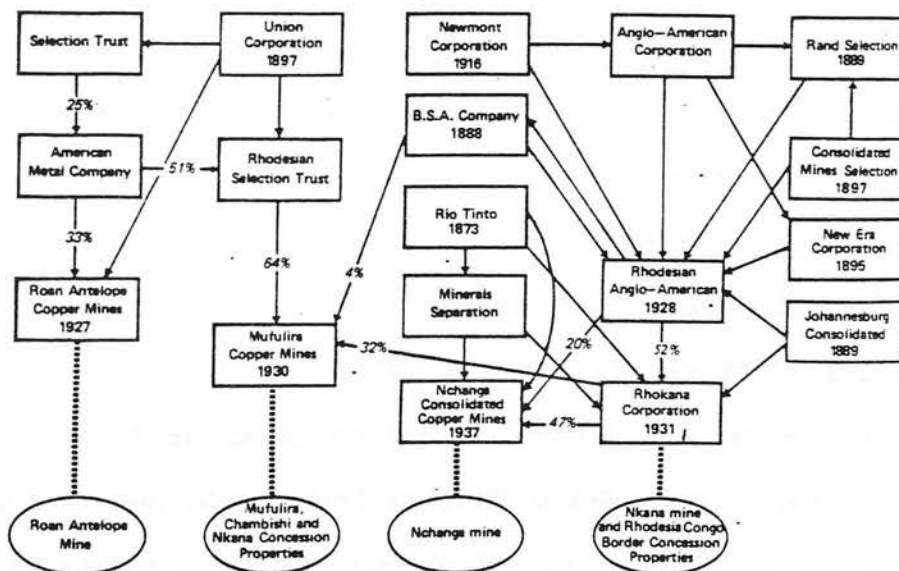 Selection Trust
Union
Corporation
1897
Newmont
Corporation
1916
Anglo—American
Corporation
Rand Selection
1889
25%
B.S.A. Company
1888
American
Metal Company
51%
Rhodesian
Selection Trust
Consolidated
Mines Selection
1897
Rio Tinto
1873
New Era
Corporation
1895
33%
64%
4%
Rhodesian
Anglo—American
1928
Roan Antelope
Copper Mines
1927
Minerals
Separation
Johannesburg
Consolidated
1889
Mufulira
Copper Mines
1930
32%
20%
52%
Nchanga
Consolidated
Copper Mines
1937
47%
Rhokana
Corporation
1931
Roan Antelope
Mine
Mufulira,
Chambishi and
Nkana Concession
Properties
Nchanga mine
Nkana mine
and Rhodesia Congo
Border Concession
Properties